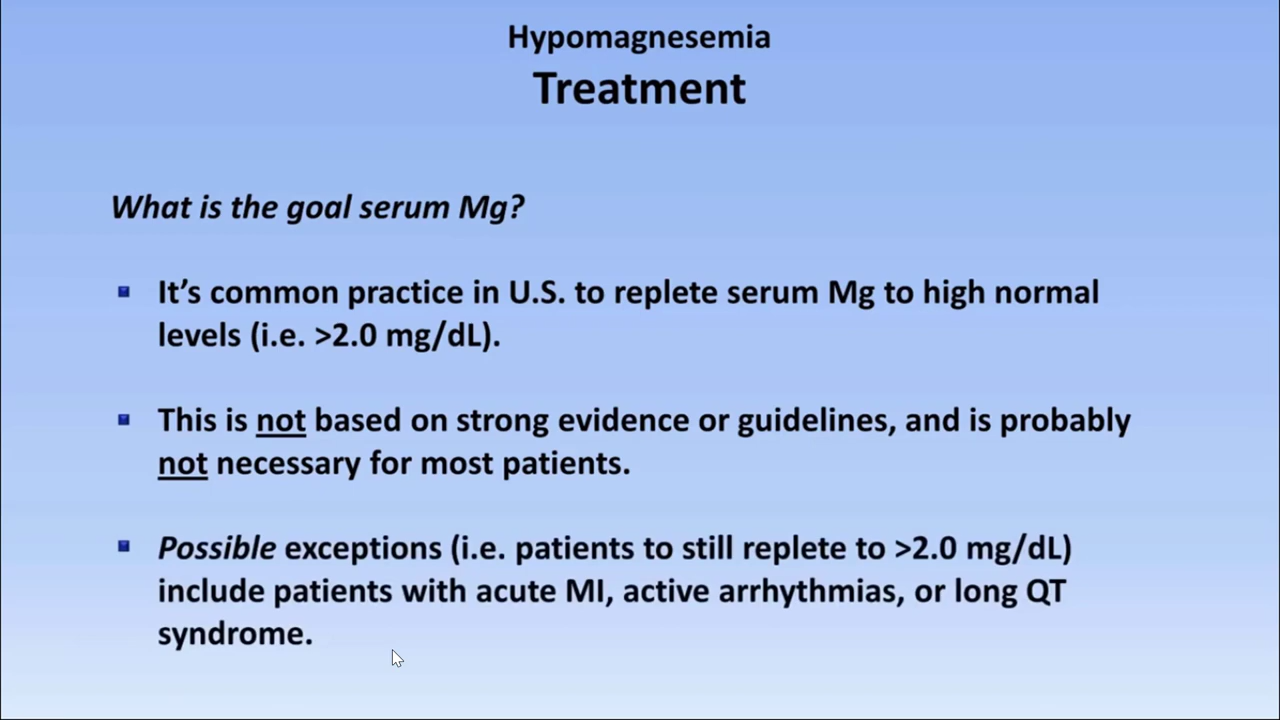 Hypomagnesemia
Treatment
What is the goal serum Mg?
▪ It’s common practice in U.S. to replete serum Mg to high normal
levels (i.e. >2.0 mg/dL).
▪ This is not based on strong evidence or guidelines, and is probably
not necessary for most patients.
▪ Possible exceptions (i.e. patients to still replete to >2.0 mg/dL)
include patients with acute MI, active arrhythmias, or long QT
syndrome.